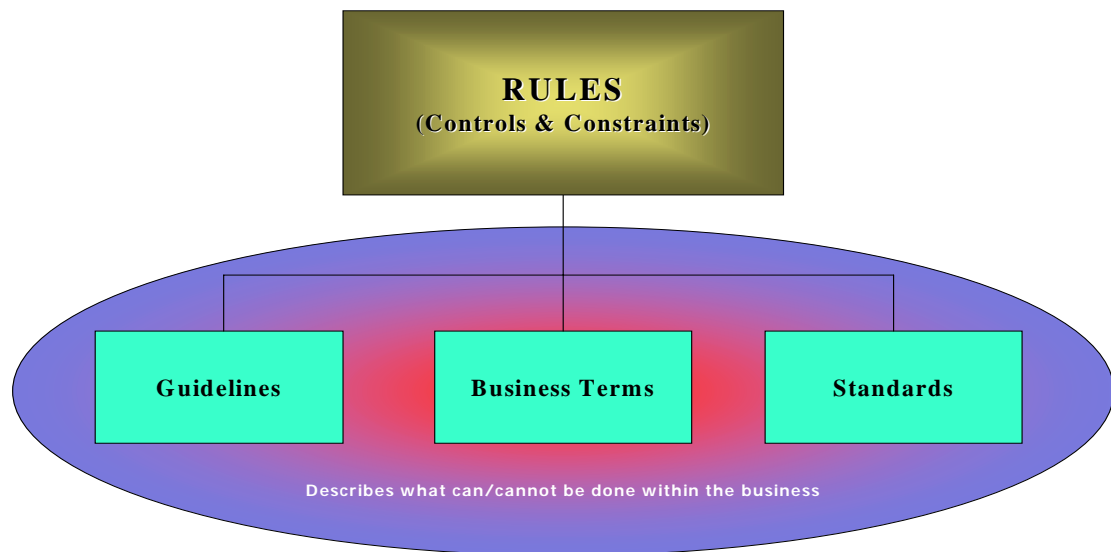 RULES
(Controls & Constraints)
Guidelines
Business Terms
Standards
Describes what can/cannot be done within the business